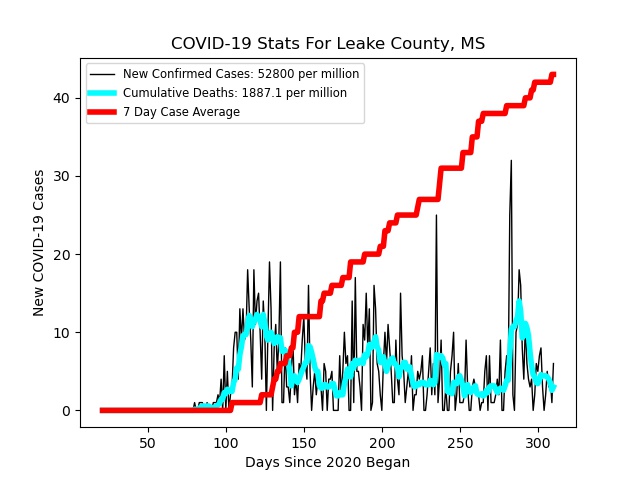 COVID-19 Stats For Leake County, MS
New Confirmed Cases: 52800 per million
Cumulative Deaths: 1887.1 per million
7 Day Case Average
New COVID-19 Cases
40
30
20
10
0
50 100 150 200 250 300
Days Since 2020 Began